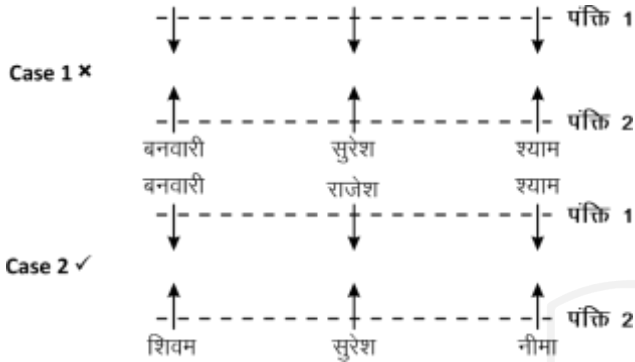 पंक्ति 1
Case 1 ×
पंक्ति 2
बनवारी सुरेश श्याम
बनवारी राजेश श्याम
पंक्ति 1
Case 2 ✓
पंक्ति 2
शिवम सुरेश नीमा